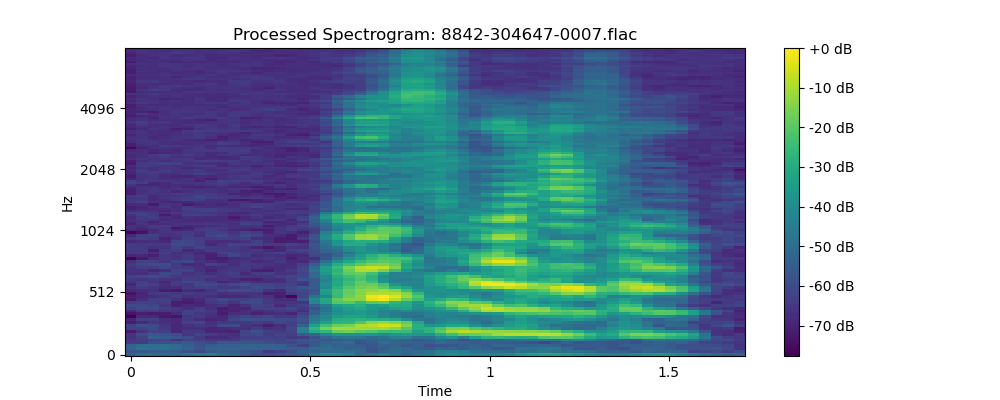 Processed Spectrogram: 8842-304647-0007.flac
+0 dB
-10 dB
-20 dB
-30 dB
-40 dB
-50 dB
-60 dB
-70 dB
4096
2048
1024
512
0
Hz
0
0.5
1
1.5
Time